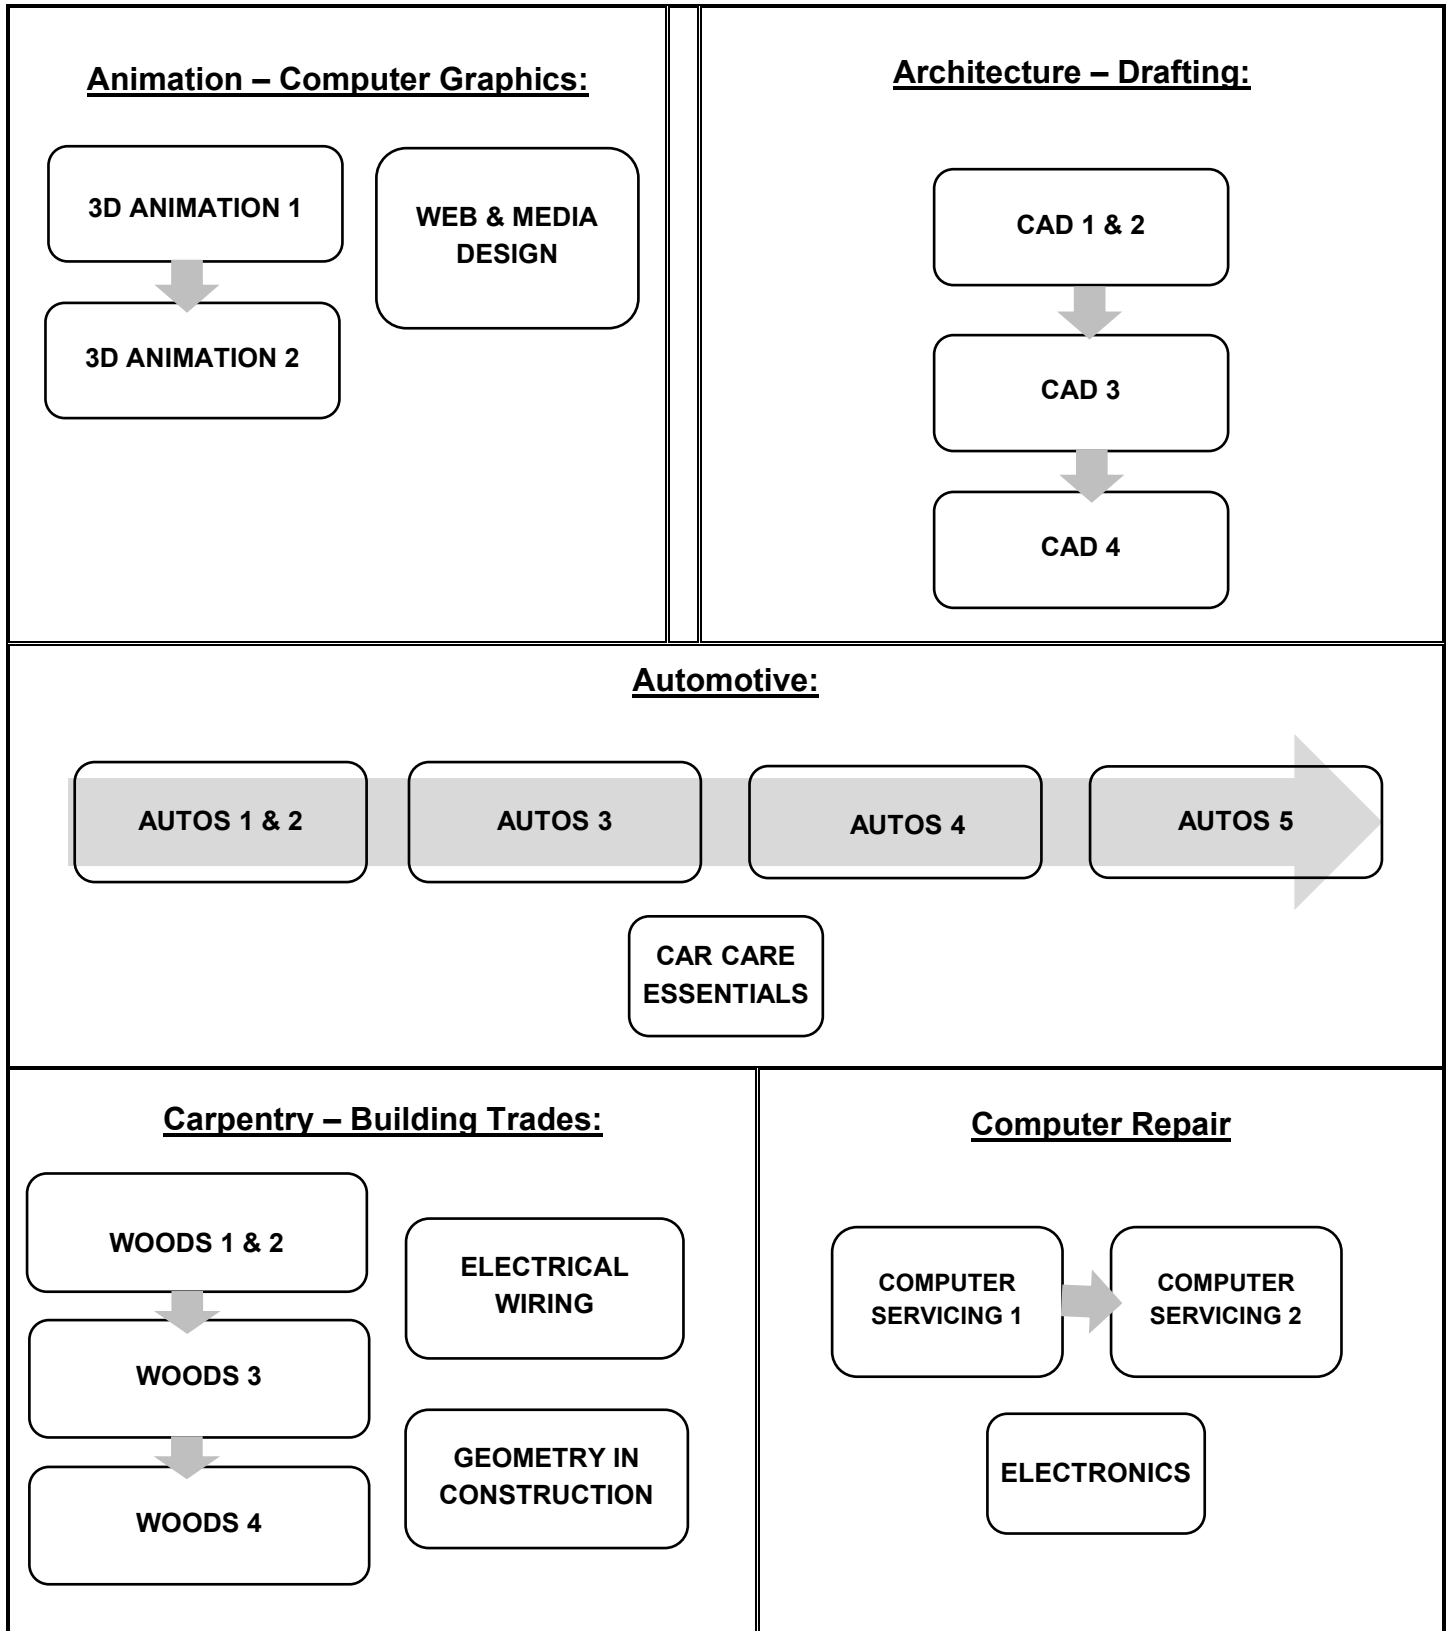 Animation – Computer Graphics:
3D ANIMATION 1
3D ANIMATION 2
WEB & MEDIA
DESIGN
Architecture – Drafting:
CAD 1 & 2
CAD 3
CAD 4
Automotive:
AUTOS 1 & 2
AUTOS 3
AUTOS 4
AUTOS 5
CAR CARE
ESSENTIALS
Carpentry – Building Trades:
WOODS 1 & 2
WOODS 3
WOODS 4
ELECTRICAL
WIRING
GEOMETRY IN
CONSTRUCTION
Computer Repair
COMPUTER
SERVICING 1
COMPUTER
SERVICING 2
ELECTRONICS